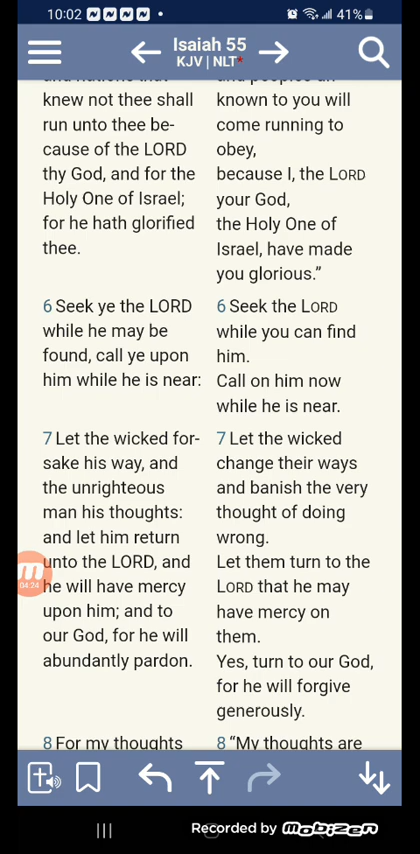 10:02
41%
Isaiah 55
KJV | NLT*
knew not thee shall
run unto thee be-
cause of the LORD
thy God, and for the
Holy One of Israel;
for he hath glorified
thee.
and peoples un-
known to you will
come running to
obey,
because I, the LORD
your God,
the Holy One of
Israel, have made
you glorious.”
6 Seek ye the LORD
while he may be
found, call ye upon
him while he is near:
6 Seek the LORD
while you can find
him.
Call on him now
while he is near.
7 Let the wicked for-
sake his way, and
the unrighteous
man his thoughts:
and let him return
unto the LORD, and
he will have mercy
upon him; and to
our God, for he will
abundantly pardon.
7 Let the wicked
change their ways
and banish the very
thought of doing
wrong.
Let them turn to the
LORD that he may
have mercy on
them.
Yes, turn to our God,
for he will forgive
generously.
04:24
8 For my thoughts
8 “My thoughts are
Recorded by Mobizen